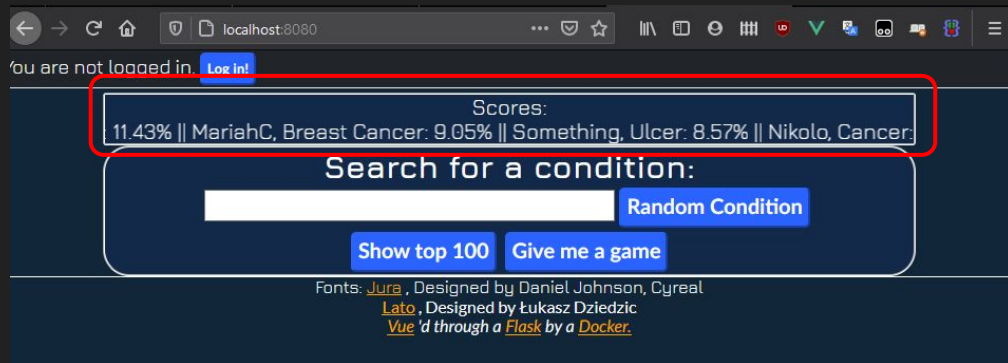 localhost:8080
You are not logged in. Log in!
Scores:
11.43% || MariahC, Breast Cancer: 9.05% || Something, Ulcer: 8.57% || Nikolo, Cancer:
Search for a condition:
Random Condition
Show top 100 Give me a game
Fonts: Jura , Designed by Daniel Johnson, Cyreal
Lato , Designed by Łukasz Dziedzic
Vue 'd through a Flask by a Docker.